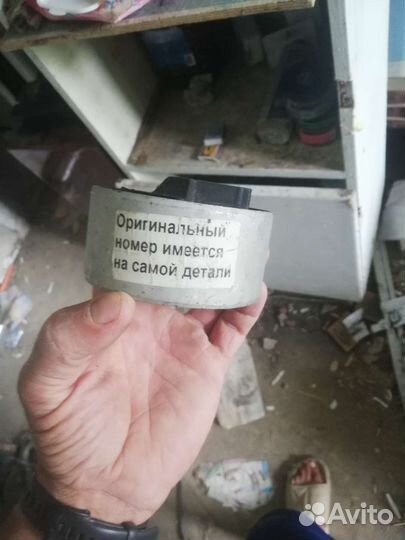 Оригинальный
номер имеется
на самой детали
Avito